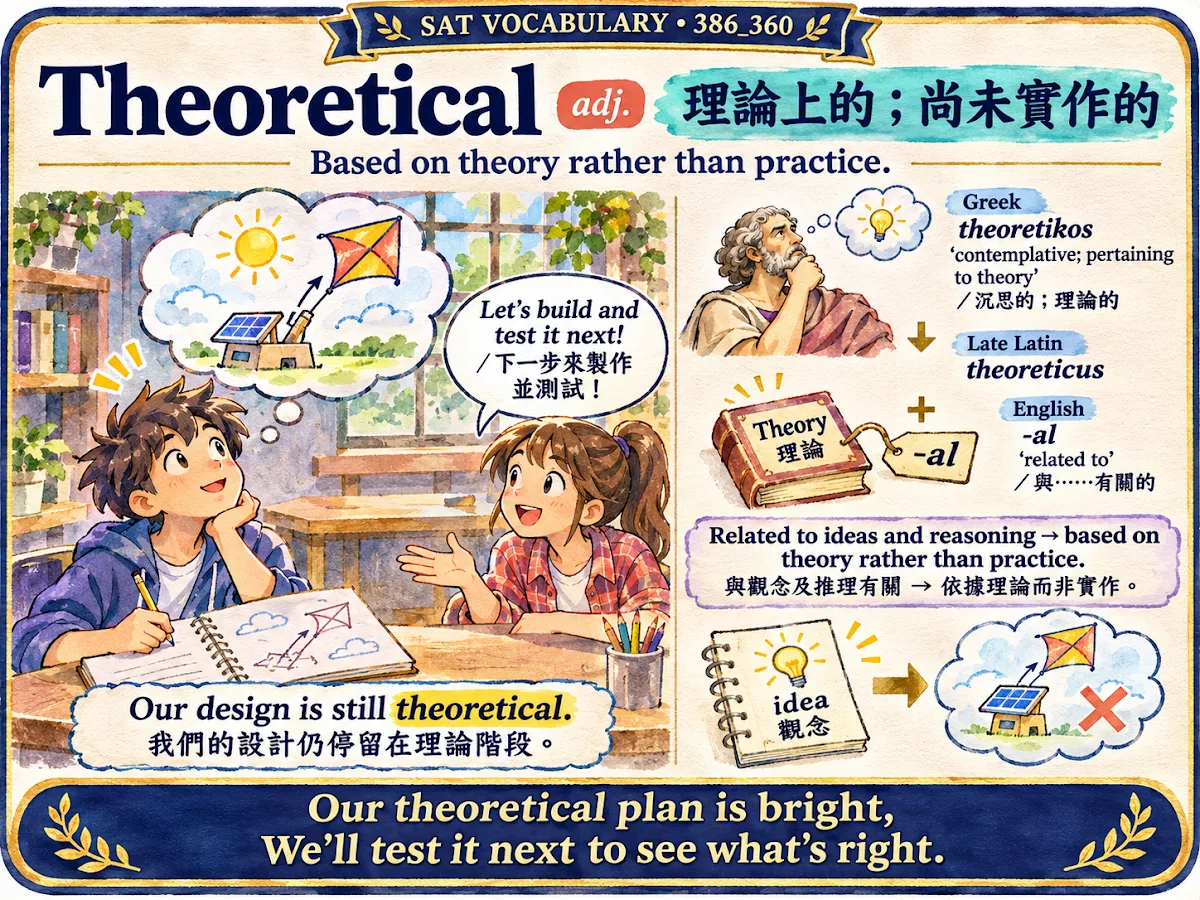 SAT VOCABULARY • 386_360
Theoretical
adj.
理論上的；尚未實作的
Based on theory rather than practice.
Let's build and
test it next!
／下一步來製作
並測試！
Our design is still theoretical.
我們的設計仍停留在理論階段。
Greek
theoretikos
‘contemplative; pertaining
to theory’
／沉思的；理論的
Late Latin
theoreticus
English
-al
‘related to’
／與……有關的
Theory
理論
-al
Related to ideas and reasoning → based on
theory rather than practice.
與觀念及推理有關 → 依據理論而非實作。
idea
觀念
Our theoretical plan is bright,
We’ll test it next to see what’s right.